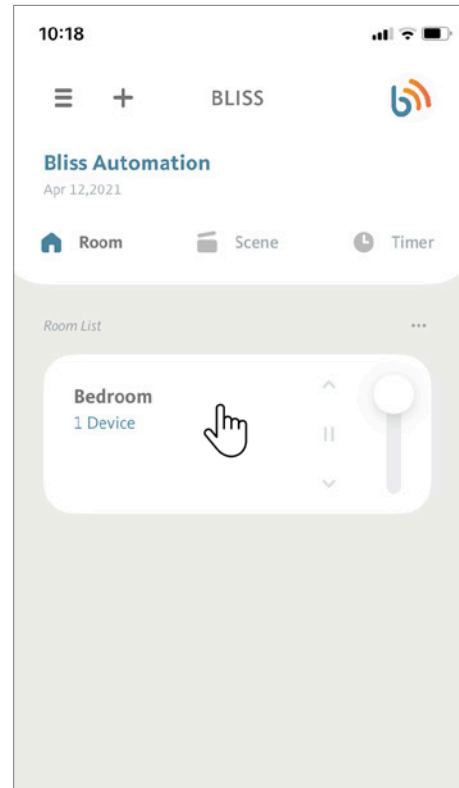 10:18
BLISS
Bliss Automation
Apr 12,2021
Room Scene Timer
Room List
Bedroom
1 Device